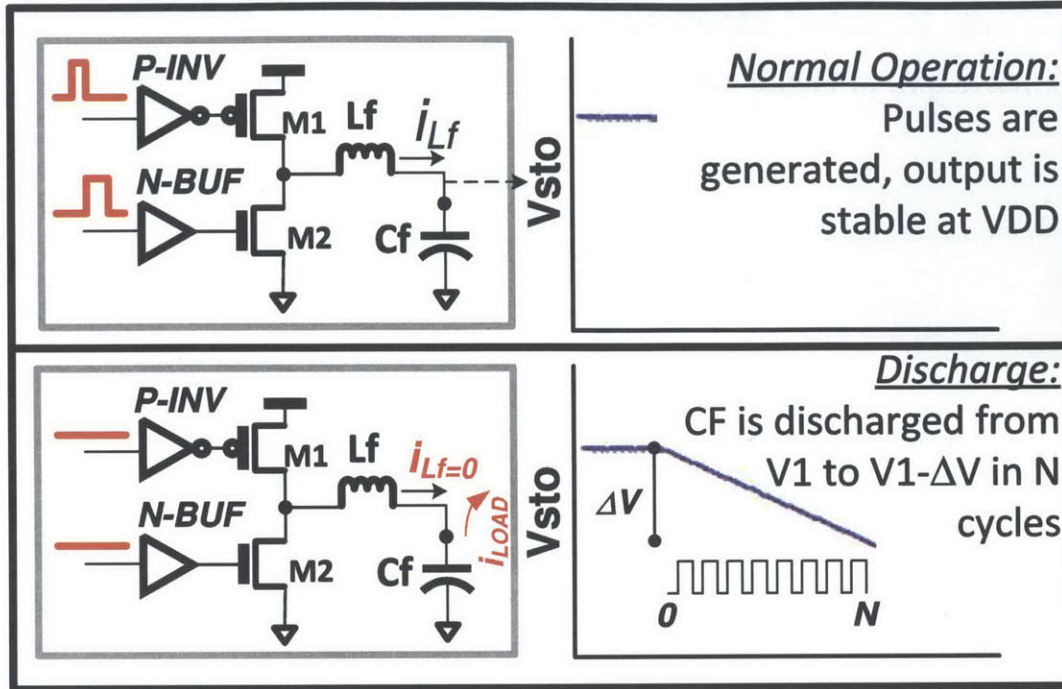 P-INV
M1
Lf
iLf
N-BUF
M2
Cf
Vsto
Normal Operation:
Pulses are
generated, output is
stable at VDD
P-INV
M1
Lf
iLf=0
N-BUF
M2
Cf
iLOAD
Vsto
ΔV
0
N
Discharge:
CF is discharged from
V1 to V1-ΔV in N
cycles